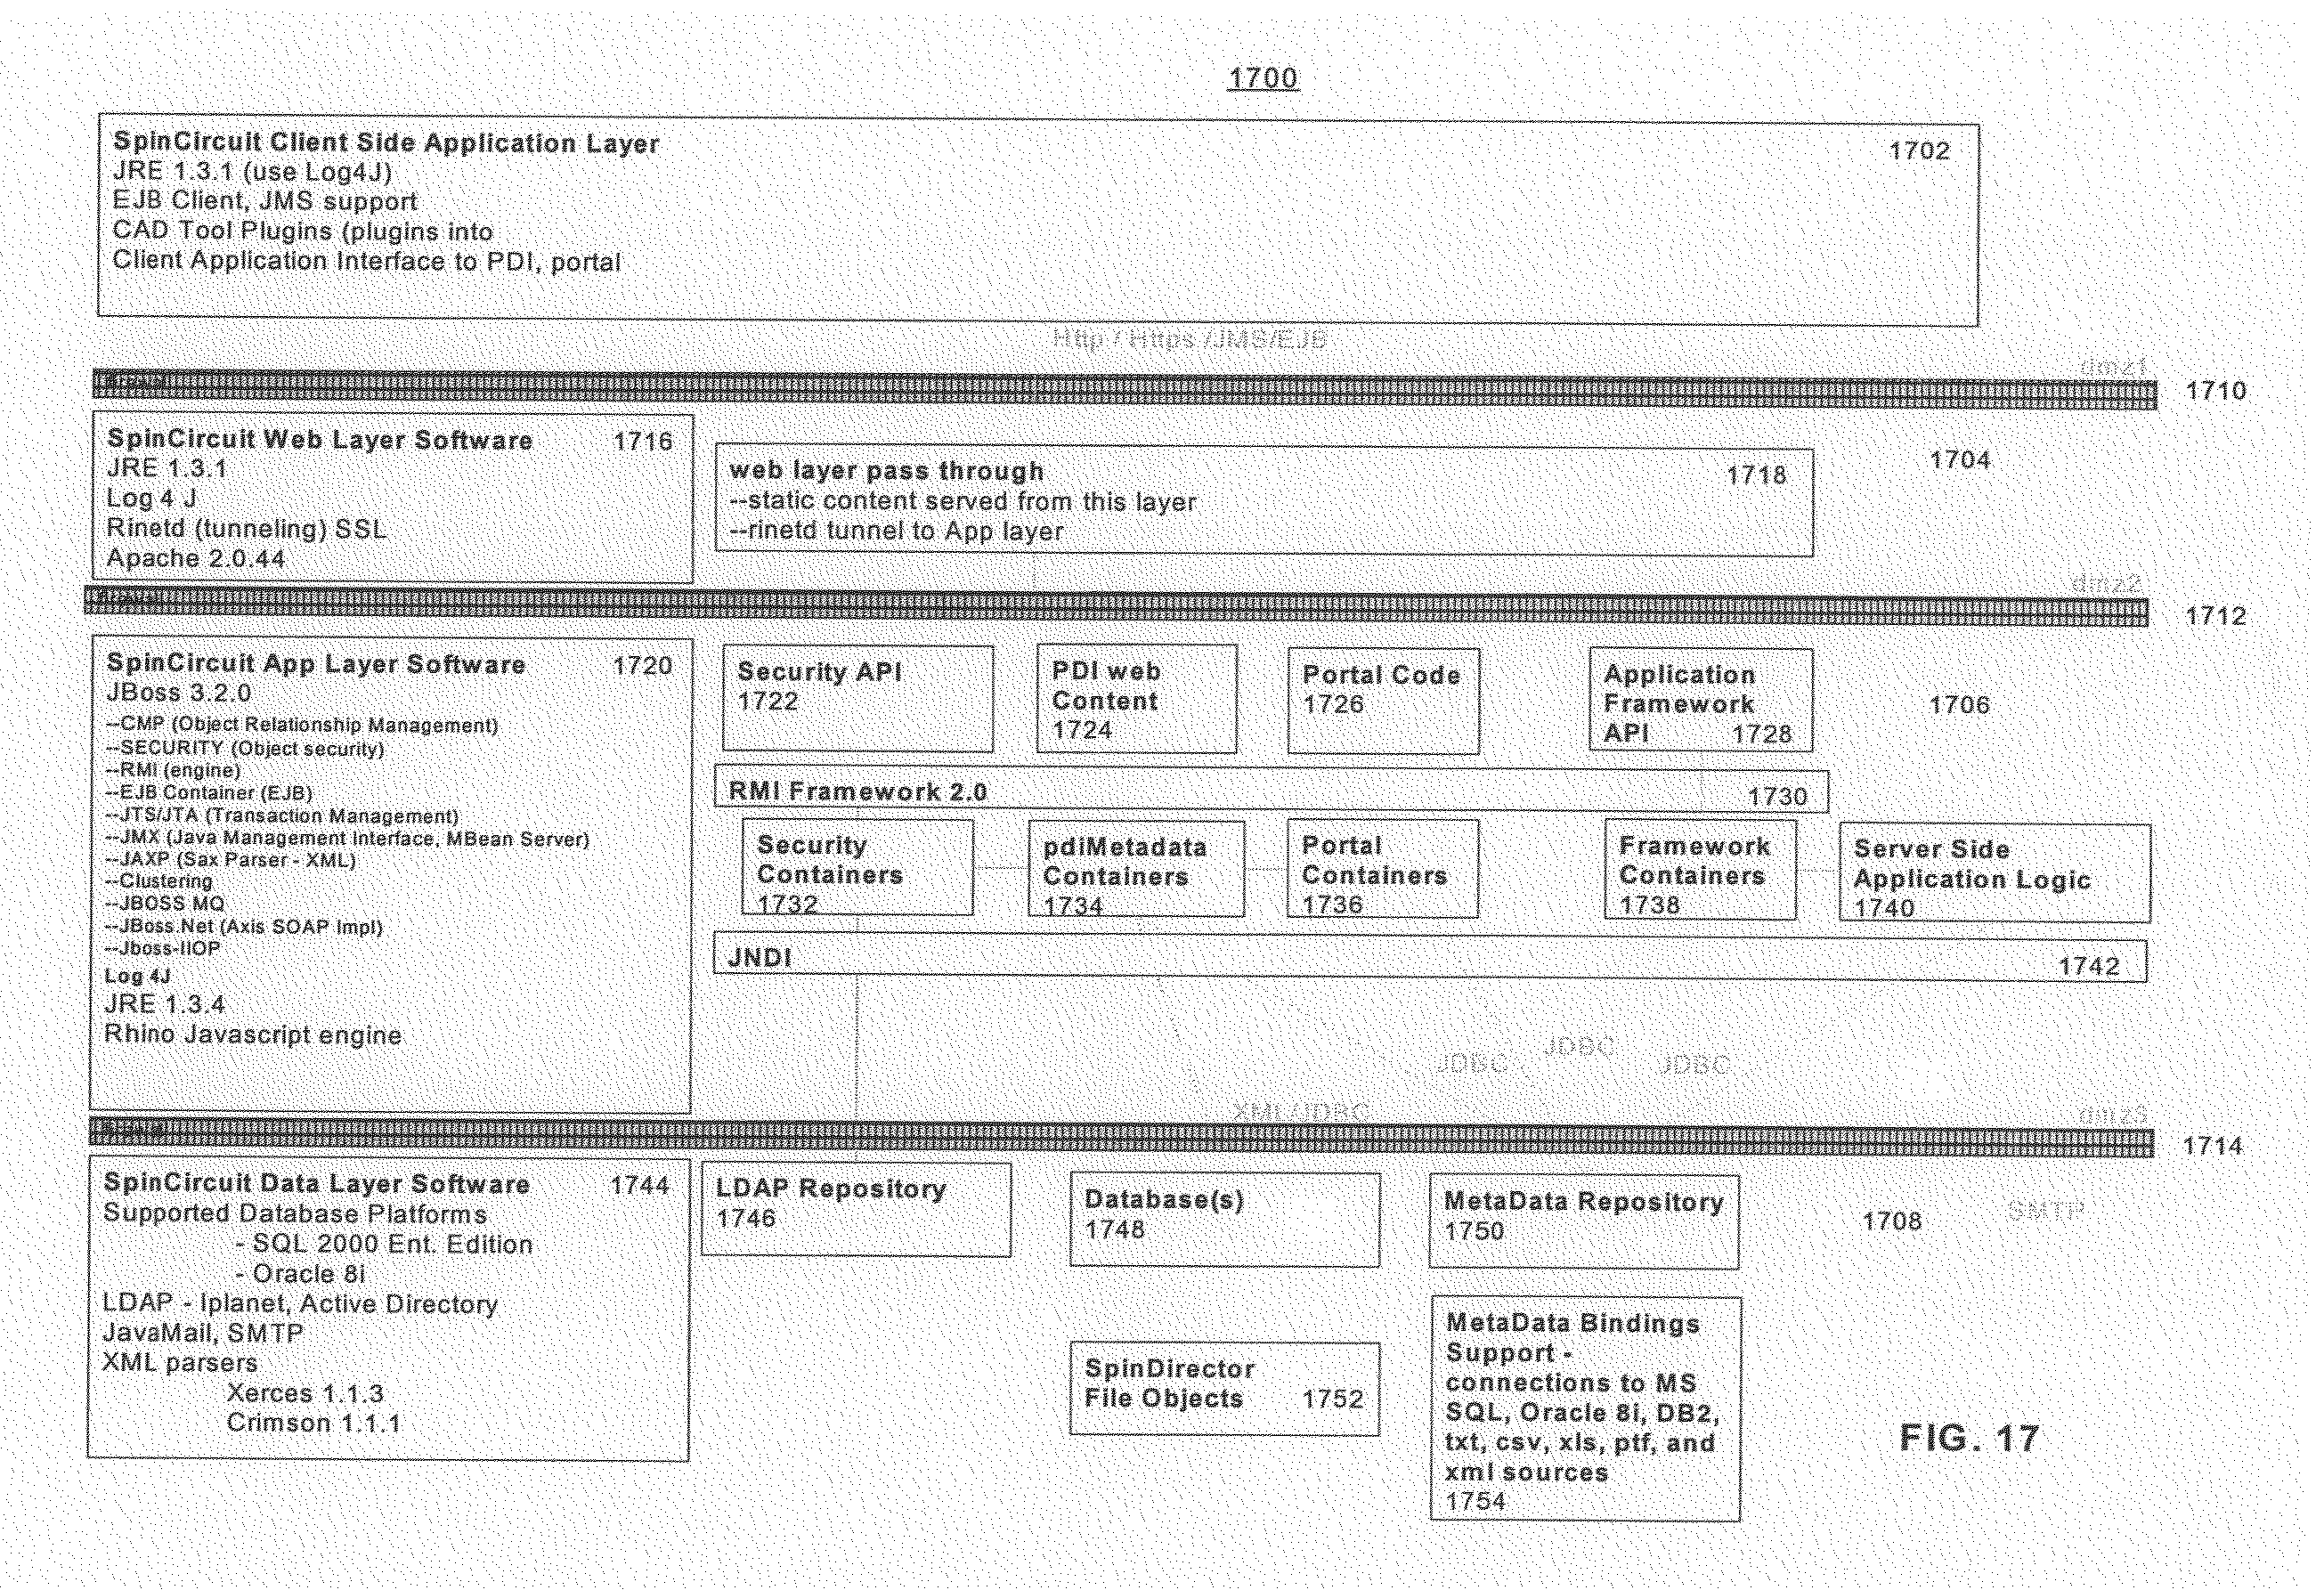 1700
SpinCircuit Client Side Application Layer
1702
JRE 1.3.1 (use Log4J)
EJB Client, JMS support
CAD Tool Plugins (plugins into
Client Application Interface to PDI, portal
Http / Https /JMS/EJB
dmz1
firewall
1710
SpinCircuit Web Layer Software 1716
JRE 1.3.1
Log 4 J
Rinetd (tunneling) SSL
Apache 2.0.44
web layer pass through 1718
--static content served from this layer
--rinetd tunnel to App layer
1704
dmz2
firewall
1712
SpinCircuit App Layer Software 1720
JBoss 3.2.0
--CMP (Object Relationship Management)
--SECURITY (Object security)
--RMI (engine)
--EJB Container (EJB)
--JTS/JTA (Transaction Management)
--JMX (Java Management Interface, MBean Server)
--JAXP (Sax Parser - XML)
--Clustering
--JBOSS MQ
--JBoss.Net (Axis SOAP Impl)
--Jboss-IIOP
Log 4J
JRE 1.3.4
Rhino Javascript engine
Security API
1722
PDI web
Content
1724
Portal Code
1726
Application
Framework
API 1728
1706
RMI Framework 2.0 1730
Security
Containers
1732
pdiMetadata
Containers
1734
Portal
Containers
1736
Framework
Containers
1738
Server Side
Application Logic
1740
JNDI 1742
JDBC
JDBC
JDBC
XML/JDBC
dmz3
firewall
1714
SpinCircuit Data Layer Software 1744
Supported Database Platforms
- SQL 2000 Ent. Edition
- Oracle 8i
LDAP - Iplanet, Active Directory
JavaMail, SMTP
XML parsers
Xerces 1.1.3
Crimson 1.1.1
LDAP Repository
1746
Database(s)
1748
MetaData Repository
1750
1708
SMTP
SpinDirector
File Objects 1752
MetaData Bindings
Support -
connections to MS
SQL, Oracle 8i, DB2,
txt, csv, xls, ptf, and
xml sources
1754
FIG. 17